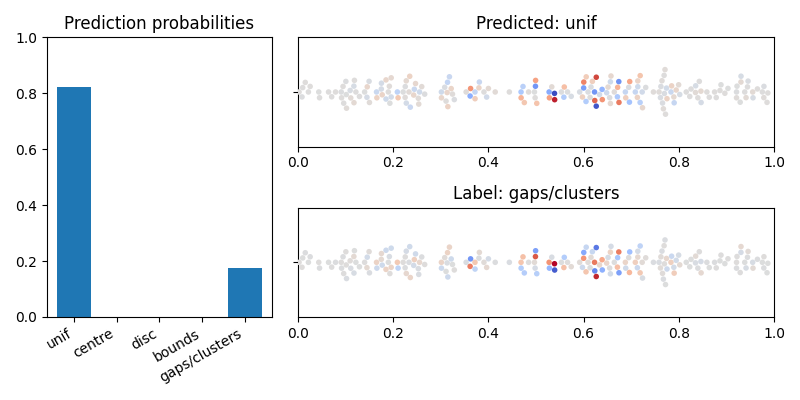 Prediction probabilities
1.0
0.8
0.6
0.4
0.2
0.0
unif
centre
disc
bounds
gaps/clusters
Predicted: unif
0.0 0.2 0.4 0.6 0.8 1.0
Label: gaps/clusters
0.0 0.2 0.4 0.6 0.8 1.0